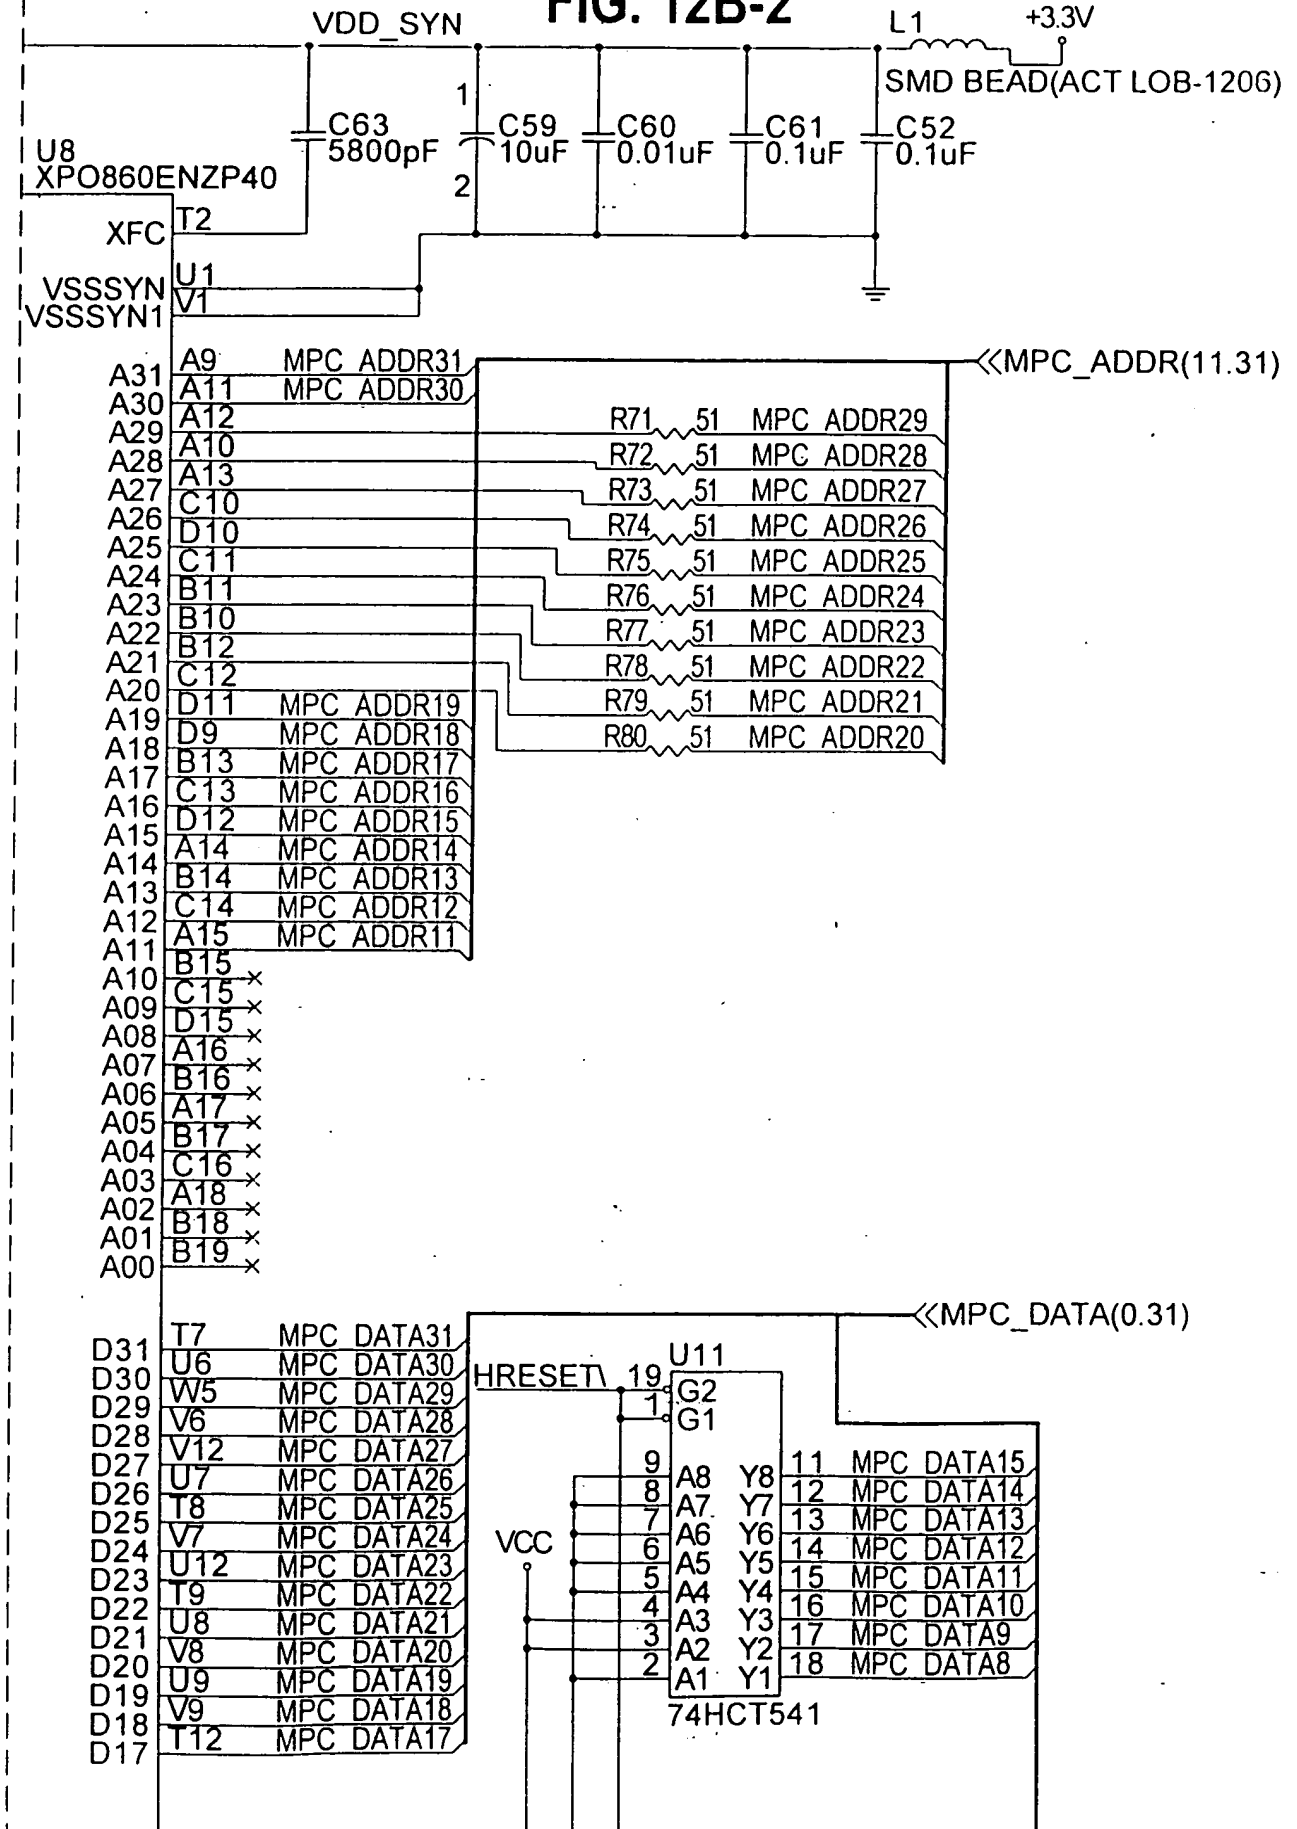 FIG. 12B-2
VDD_SYN
L1
+3.3V
SMD BEAD(ACT LOB-1206)
1
2
C63
5800pF
C59
10uF
C60
0.01uF
C61
0.1uF
C52
0.1uF
U8
XPO860ENZP40
XFC T2
VSSSYN U1
VSSSYN1 V1
<<MPC_ADDR(11.31)
A31 A9 MPC ADDR31
A30 A11 MPC ADDR30
A29 A12 R71 51 MPC ADDR29
A28 A10 R72 51 MPC ADDR28
A27 A13 R73 51 MPC ADDR27
A26 C10 R74 51 MPC ADDR26
A25 D10 R75 51 MPC ADDR25
A24 C11 R76 51 MPC ADDR24
A23 B11 R77 51 MPC ADDR23
A22 B10 R78 51 MPC ADDR22
A21 B12 R79 51 MPC ADDR21
A20 C12 R80 51 MPC ADDR20
A19 D11 MPC ADDR19
A18 D9 MPC ADDR18
A17 B13 MPC ADDR17
A16 C13 MPC ADDR16
A15 D12 MPC ADDR15
A14 A14 MPC ADDR14
A13 B14 MPC ADDR13
A12 C14 MPC ADDR12
A11 A15 MPC ADDR11
A10 B15
A09 C15
A08 D15
A07 A16
A06 B16
A05 A17
A04 B17
A03 C16
A02 A18
A01 B18
A00 B19
<<MPC_DATA(0.31)
D31 T7 MPC DATA31
D30 U6 MPC DATA30
D29 W5 MPC DATA29
D28 V6 MPC DATA28
D27 V12 MPC DATA27
D26 U7 MPC DATA26
D25 T8 MPC DATA25
D24 V7 MPC DATA24
D23 U12 MPC DATA23
D22 T9 MPC DATA22
D21 U8 MPC DATA21
D20 V8 MPC DATA20
D19 U9 MPC DATA19
D18 V9 MPC DATA18
D17 T12 MPC DATA17
U11
HRESET\ 19 G2
1 G1
VCC
9 A8 Y8 11 MPC DATA15
8 A7 Y7 12 MPC DATA14
7 A6 Y6 13 MPC DATA13
6 A5 Y5 14 MPC DATA12
5 A4 Y4 15 MPC DATA11
4 A3 Y3 16 MPC DATA10
3 A2 Y2 17 MPC DATA9
2 A1 Y1 18 MPC DATA8
74HCT541